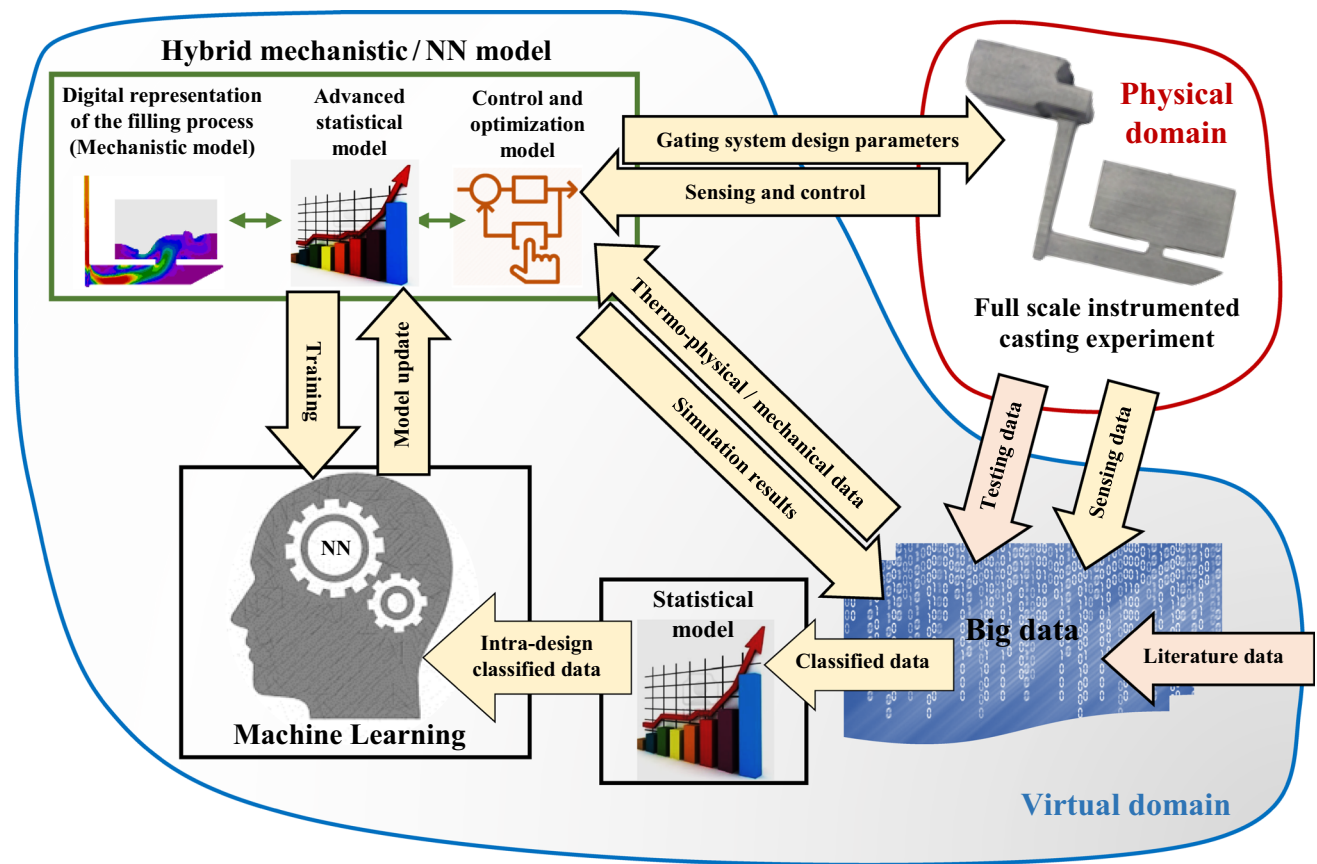 Hybrid mechanistic / NN model
Digital representation
of the filling process
(Mechanistic model)
Advanced
statistical
model
Control and
optimization
model
Gating system design parameters
Sensing and control
Physical
domain
Full scale instrumented
casting experiment
Training
Model update
Thermo-physical / mechanical data
Simulation results
Testing data
Sensing data
NN
Machine Learning
Intra-design
classified data
Statistical
model
Classified data
Big data
Literature data
Virtual domain